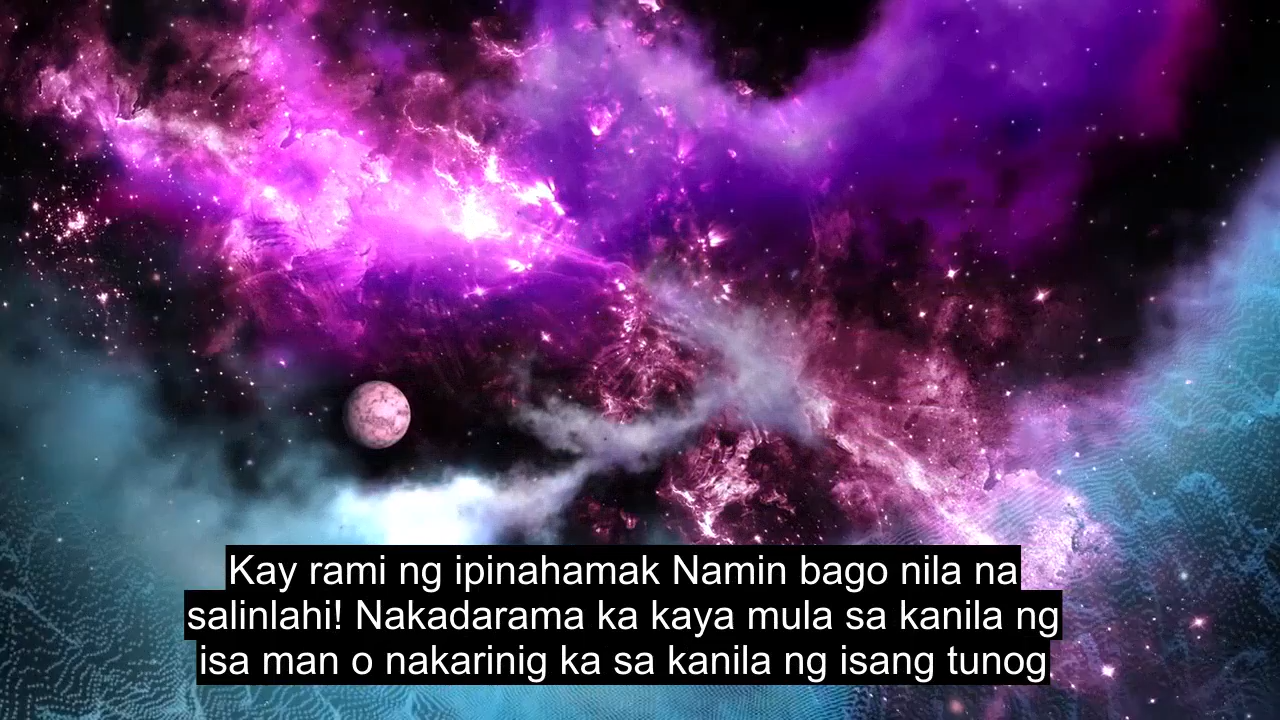 Kay rami ng ipinahamak Namin bago nila na
salinlahi! Nakadarama ka kaya mula sa kanila ng
isa man o nakarinig ka sa kanila ng isang tunog